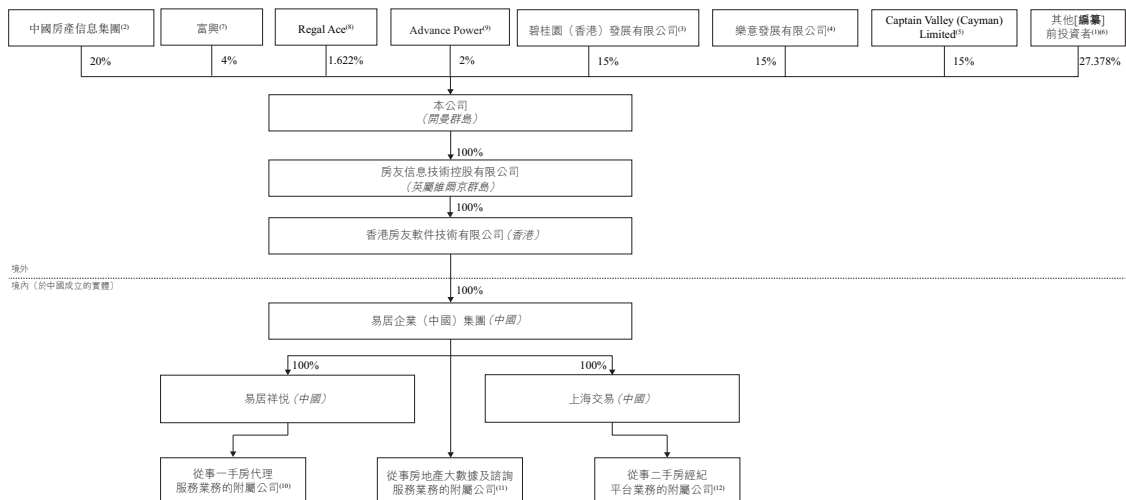 中國房產信息集團(2)
富興(7)
Regal Ace(8)
Advance Power(9)
碧桂園（香港）發展有限公司(3)
樂意發展有限公司(4)
Captain Valley (Cayman)
Limited(5)
其他[編纂]
前投資者(1)(6)
20%
4%
1.622%
2%
15%
15%
15%
27.378%
本公司
（開曼群島）
100%
房友信息技術控股有限公司
（英屬維爾京群島）
100%
香港房友軟件技術有限公司（香港）
境外
境內（於中國成立的實體）
100%
易居企業（中國）集團（中國）
100%
100%
易居祥悦（中國）
上海交易（中國）
從事一手房代理
服務業務的附屬公司(10)
從事房地產大數據及諮詢
服務業務的附屬公司(11)
從事二手房經紀
平台業務的附屬公司(12)